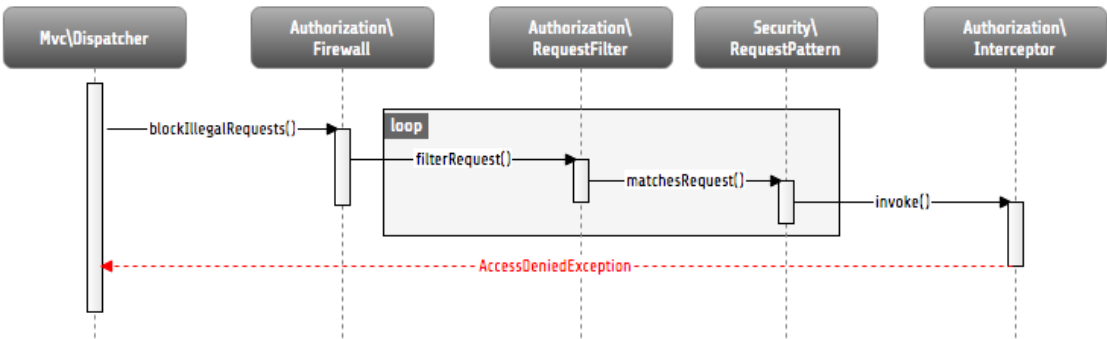 Mvc\Dispatcher
Authorization\
Firewall
Authorization\
RequestFilter
Security\
RequestPattern
Authorization\
Interceptor
loop
blockIllegalRequests()
filterRequest()
matchesRequest()
invoke()
AccessDeniedException